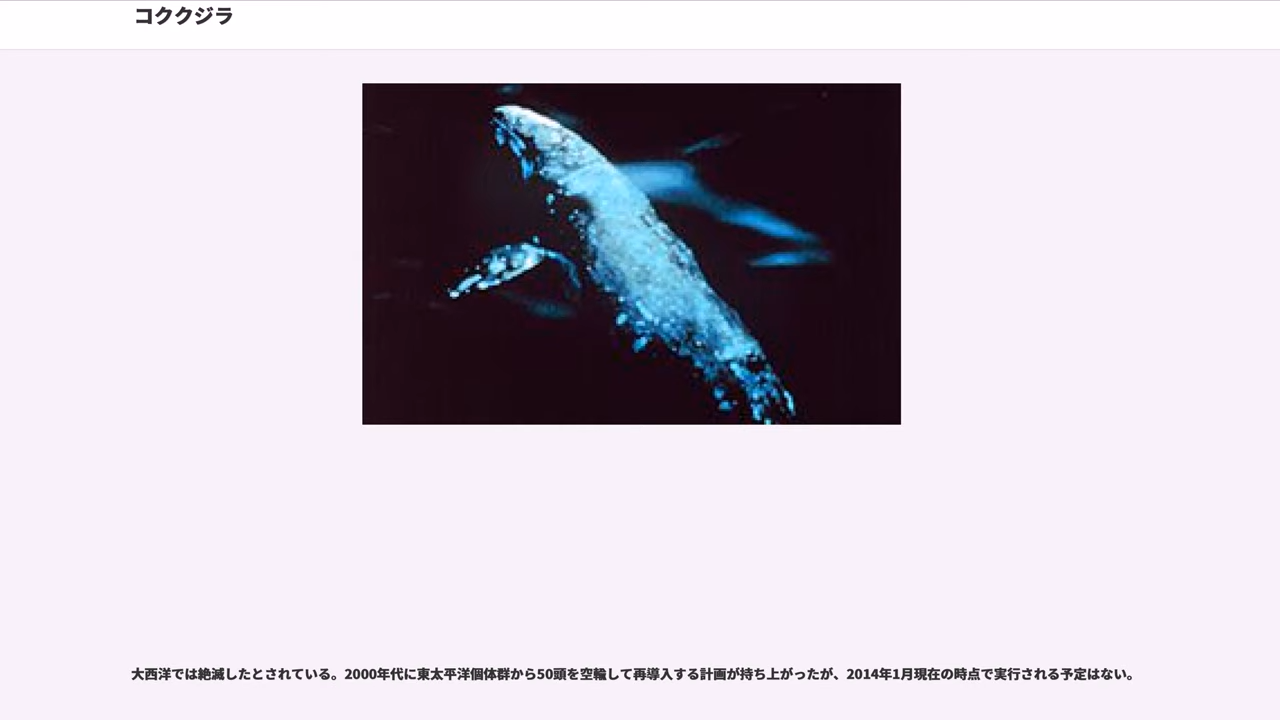 コククジラ
大西洋では絶滅したとされている。2000年代に東太平洋個体群から50頭を空輸して再導入する計画が持ち上がったが、2014年1月現在の時点で実行される予定はない。